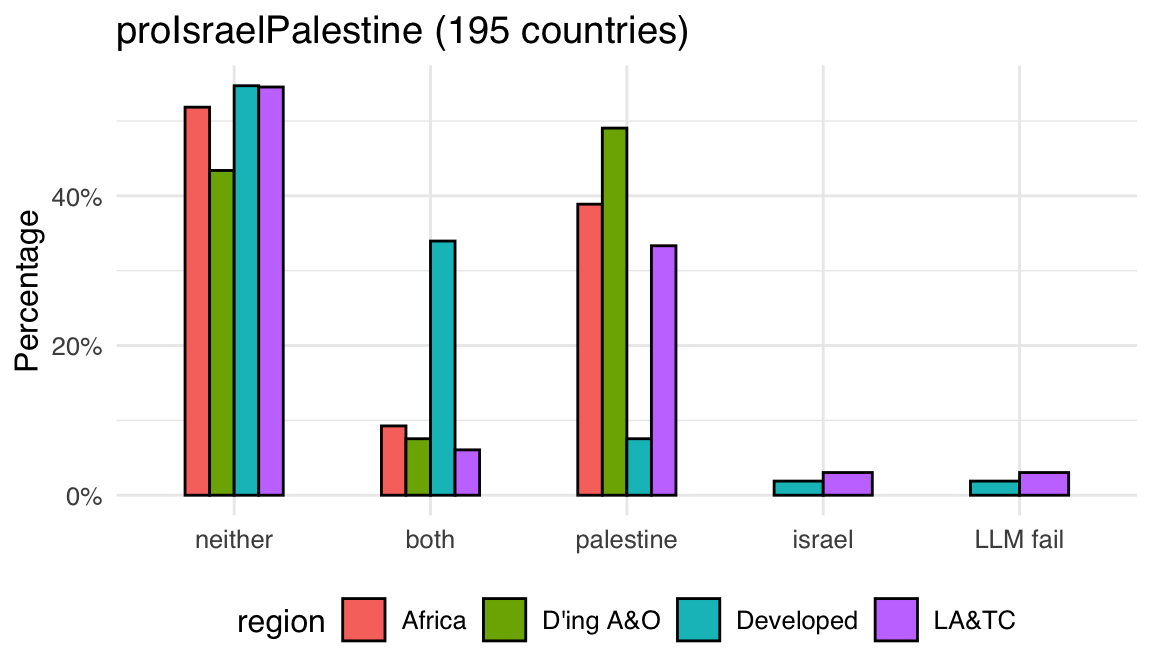 proIsraelPalestine (195 countries)
Percentage
40%
20%
0%
neither both palestine israel LLM fail
region Africa D'ing A&O Developed LA&TC